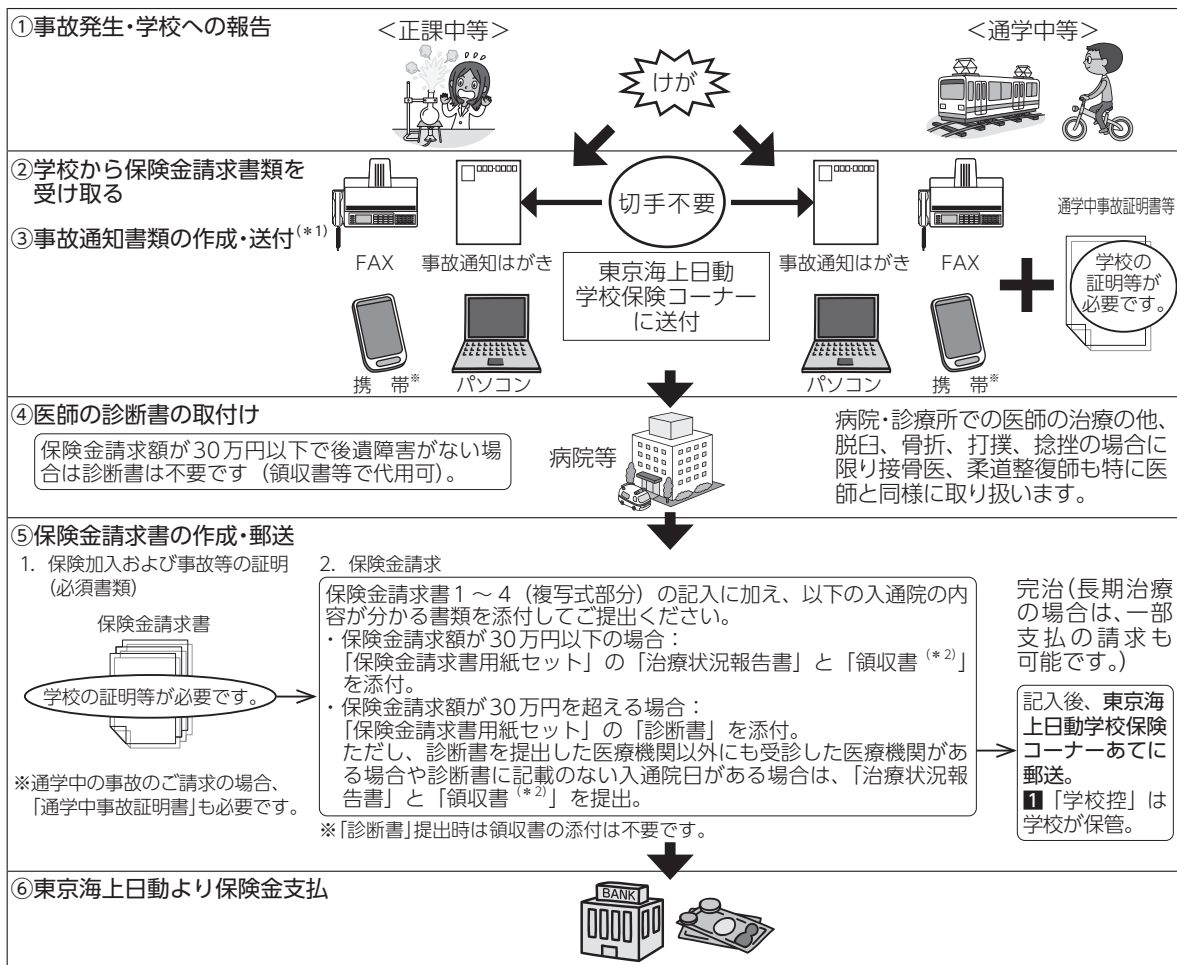 ①事故発生・学校への報告
＜正課中等＞
けが
＜通学中等＞
②学校から保険金請求書類を
受け取る
③事故通知書類の作成・送付(＊1)
切手不要
通学中事故証明書等
FAX
事故通知はがき
東京海上日動
学校保険コーナー
に送付
事故通知はがき
FAX
学校の
証明等が
必要です。
携 帯※
パソコン
パソコン
携 帯※
④医師の診断書の取付け
保険金請求額が30万円以下で後遺障害がない場
合は診断書は不要です（領収書等で代用可）。
病院等
病院・診療所での医師の治療の他、
脱臼、骨折、打撲、捻挫の場合に
限り接骨医、柔道整復師も特に医
師と同様に取り扱います。
⑤保険金請求書の作成・郵送
1. 保険加入および事故等の証明
(必須書類)
保険金請求書
学校の証明等が必要です。
※通学中の事故のご請求の場合、
「通学中事故証明書」も必要です。
2. 保険金請求
保険金請求書1～4（複写式部分）の記入に加え、以下の入通院の内
容が分かる書類を添付してご提出ください。
・保険金請求額が30万円以下の場合：
「保険金請求書用紙セット」の「治療状況報告書」と「領収書(＊2)」
を添付。
・保険金請求額が30万円を超える場合：
「保険金請求書用紙セット」の「診断書」を添付。
ただし、診断書を提出した医療機関以外にも受診した医療機関があ
る場合や診断書に記載のない入通院日がある場合は、「治療状況報
告書」と「領収書(＊2)」を提出。
※「診断書」提出時は領収書の添付は不要です。
完治(長期治療
の場合は、一部
支払の請求も
可能です。)
記入後、東京海
上日動学校保険
コーナーあてに
郵送。
1「学校控」は
学校が保管。
⑥東京海上日動より保険金支払
BANK